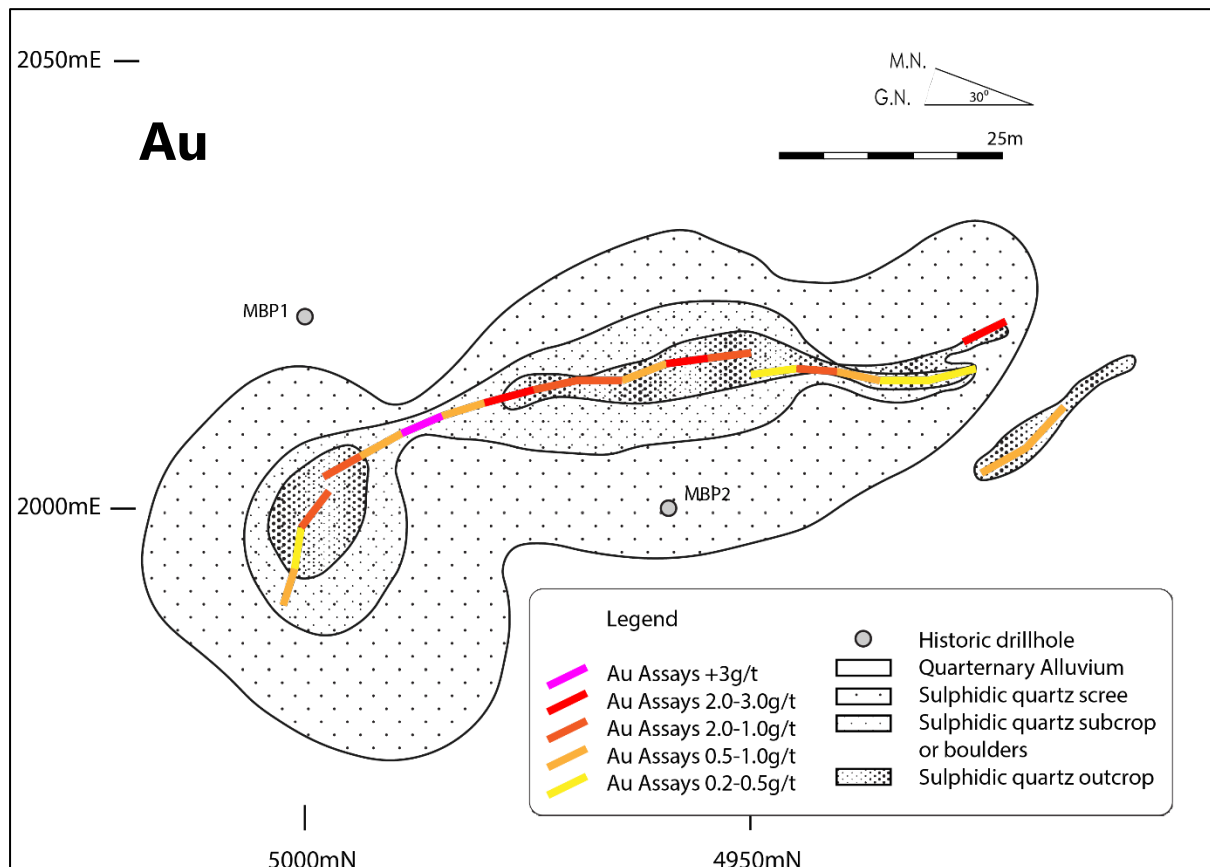 2050mE
M.N.
G.N.
30⁰
Au
25m
MBP1
2000mE
MBP2
Legend
Au Assays +3g/t
Au Assays 2.0-3.0g/t
Au Assays 2.0-1.0g/t
Au Assays 0.5-1.0g/t
Au Assays 0.2-0.5g/t
Historic drillhole
Quarternary Alluvium
Sulphidic quartz scree
Sulphidic quartz subcrop
or boulders
Sulphidic quartz outcrop
5000mN
4950mN